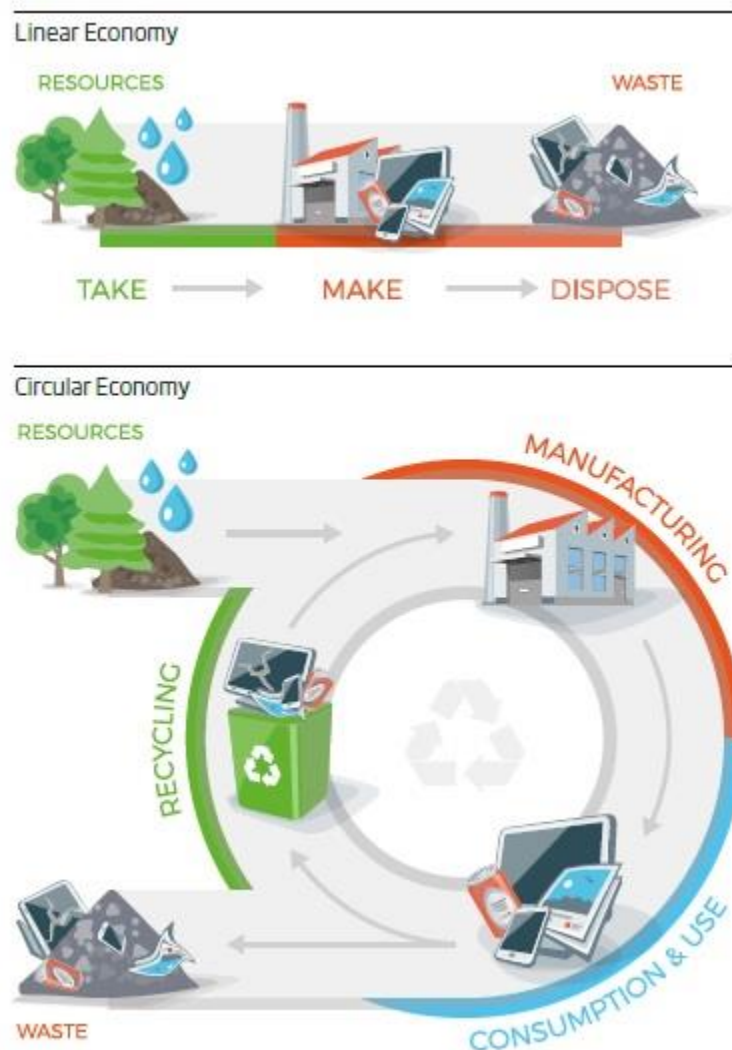 Linear Economy
RESOURCES
WASTE
TAKE
MAKE
DISPOSE
Circular Economy
RESOURCES
MANUFACTURING
RECYCLING
CONSUMPTION & USE
WASTE